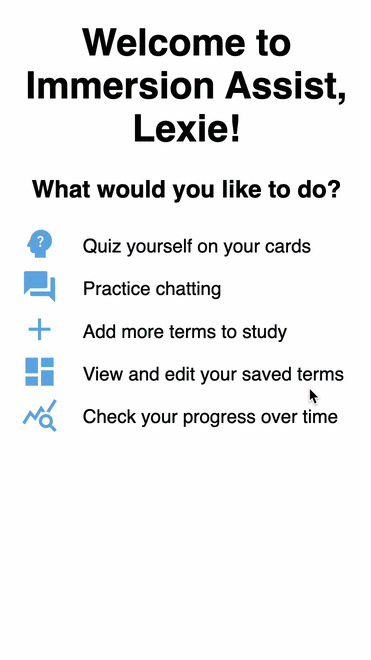 Welcome to
Immersion Assist,
Lexie!
What would you like to do?
?
Quiz yourself on your cards
Practice chatting
Add more terms to study
View and edit your saved terms
Check your progress over time